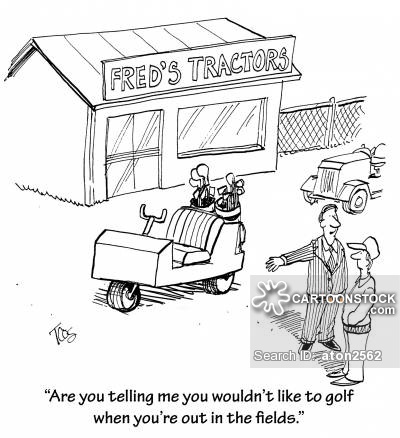 FRED'S TRACTORS
CARTOONSTOCK
.com
Search ID: aton2562
Toos
"Are you telling me you wouldn't like to golf
when you're out in the fields."